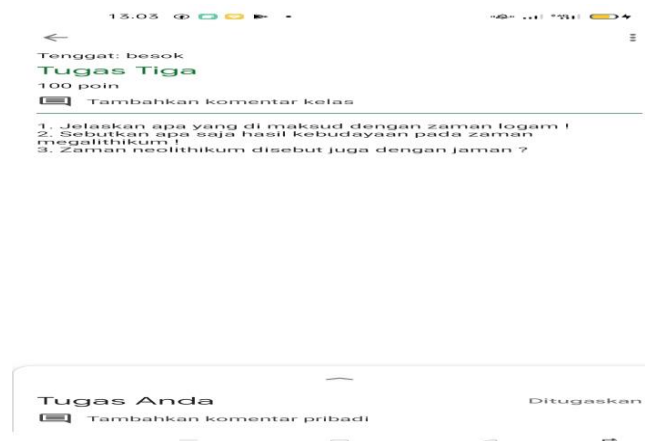 13.03
Tenggat: besok
Tugas Tiga
100 poin
Tambahkan komentar kelas
1. Jelaskan apa yang di maksud dengan zaman logam !
2. Sebutkan apa saja hasil kebudayaan pada zaman
megalithikum !
3. Zaman neolithikum disebut juga dengan jaman ?
Tugas Anda
Ditugaskan
Tambahkan komentar pribadi